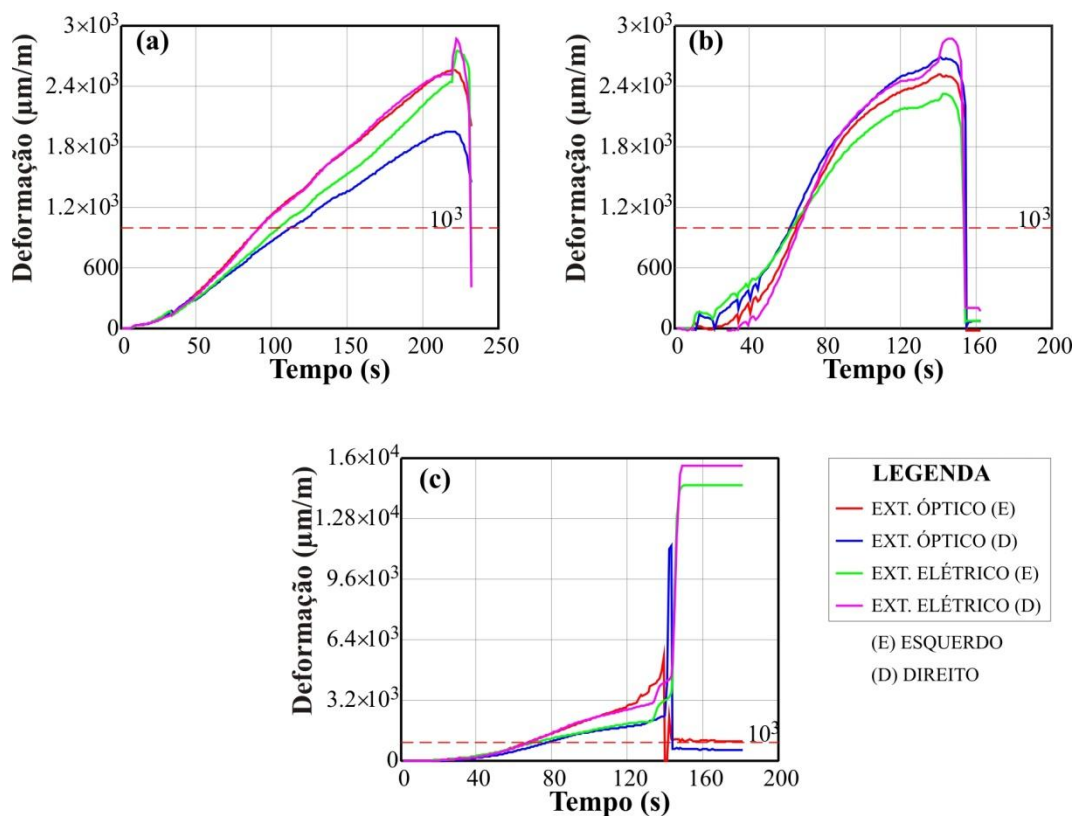 (a)
Deformação (µm/m)
3×10³
2.4×10³
1.8×10³
1.2×10³
600
0
10³
0 50 100 150 200 250
Tempo (s)
(b)
Deformação (µm/m)
3×10³
2.4×10³
1.8×10³
1.2×10³
600
0
10³
0 40 80 120 160 200
Tempo (s)
(c)
Deformação (µm/m)
1.6×10⁴
1.28×10⁴
9.6×10³
6.4×10³
3.2×10³
0
10³
0 40 80 120 160 200
Tempo (s)
LEGENDA
EXT. ÓPTICO (E)
EXT. ÓPTICO (D)
EXT. ELÉTRICO (E)
EXT. ELÉTRICO (D)
(E) ESQUERDO
(D) DIREITO